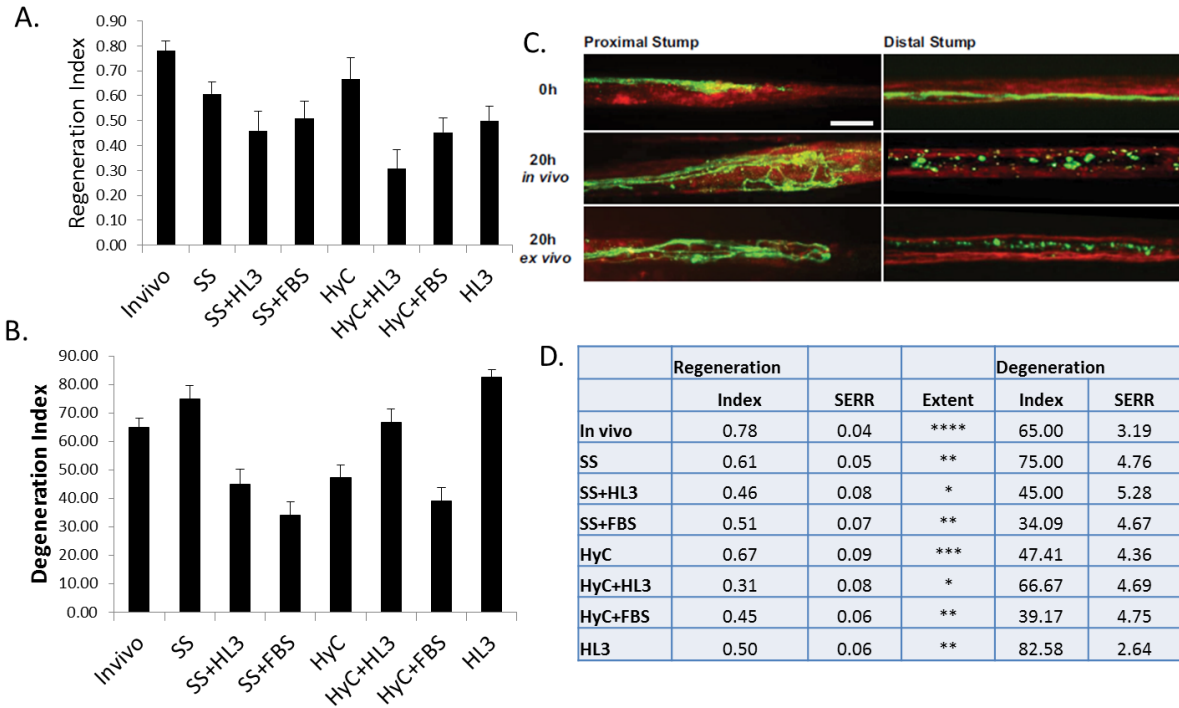 A.
0.90
0.80
0.70
0.60
0.50
0.40
0.30
0.20
0.10
0.00
Regeneration Index
Invivo
SS
SS+HL3
SS+FBS
HyC
HyC+HL3
HyC+FBS
HL3
B.
90.00
80.00
70.00
60.00
50.00
40.00
30.00
20.00
10.00
0.00
Degeneration Index
Invivo
SS
SS+HL3
SS+FBS
HyC
HyC+HL3
HyC+FBS
HL3
C.
Proximal Stump Distal Stump
0h
20h
in vivo
20h
ex vivo
D.
Regeneration Degeneration
Index SERR Extent Index SERR
In vivo 0.78 0.04 **** 65.00 3.19
SS 0.61 0.05 ** 75.00 4.76
SS+HL3 0.46 0.08 * 45.00 5.28
SS+FBS 0.51 0.07 ** 34.09 4.67
HyC 0.67 0.09 *** 47.41 4.36
HyC+HL3 0.31 0.08 * 66.67 4.69
HyC+FBS 0.45 0.06 ** 39.17 4.75
HL3 0.50 0.06 ** 82.58 2.64